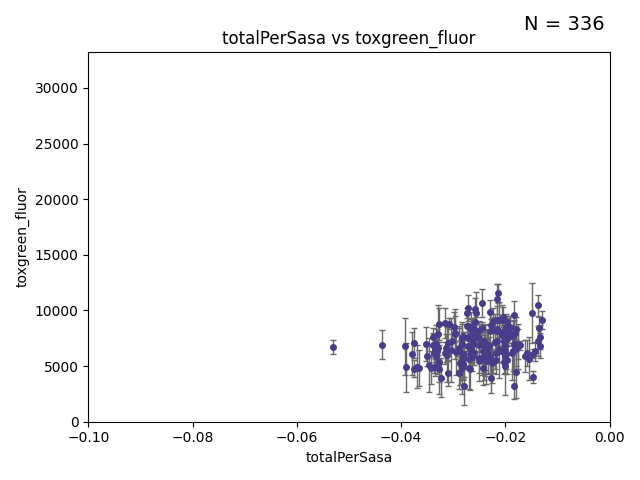 N = 336
totalPerSasa vs toxgreen_fluor
30000
25000
20000
15000
10000
5000
0
toxgreen_fluor
−0.10 −0.08 −0.06 −0.04 −0.02 0.00
totalPerSasa